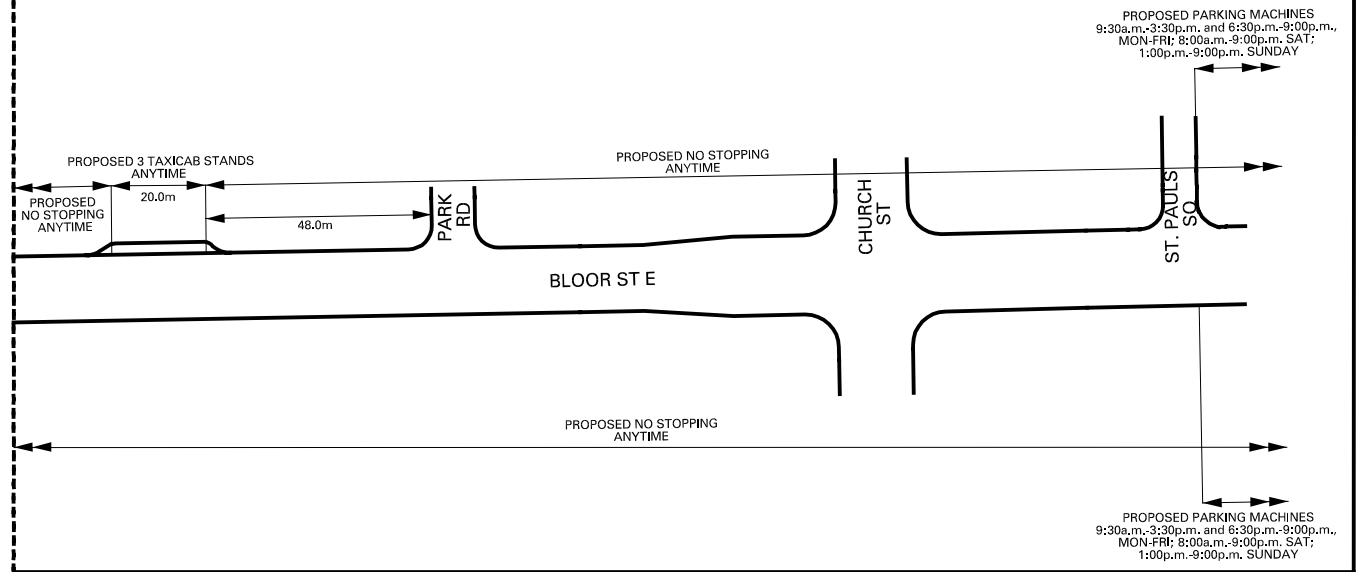 PROPOSED PARKING MACHINES
9:30a.m.-3:30p.m. and 6:30p.m.-9:00p.m.,
MON-FRI; 8:00a.m.-9:00p.m. SAT;
1:00p.m.-9:00p.m. SUNDAY
PROPOSED 3 TAXICAB STANDS
ANYTIME
PROPOSED NO STOPPING
ANYTIME
20.0m
PROPOSED
NO STOPPING
ANYTIME
48.0m
PARK
RD
CHURCH
ST
ST. PAULS
SQ
BLOOR ST E
PROPOSED NO STOPPING
ANYTIME
PROPOSED PARKING MACHINES
9:30a.m.-3:30p.m. and 6:30p.m.-9:00p.m.,
MON-FRI; 8:00a.m.-9:00p.m. SAT;
1:00p.m.-9:00p.m. SUNDAY